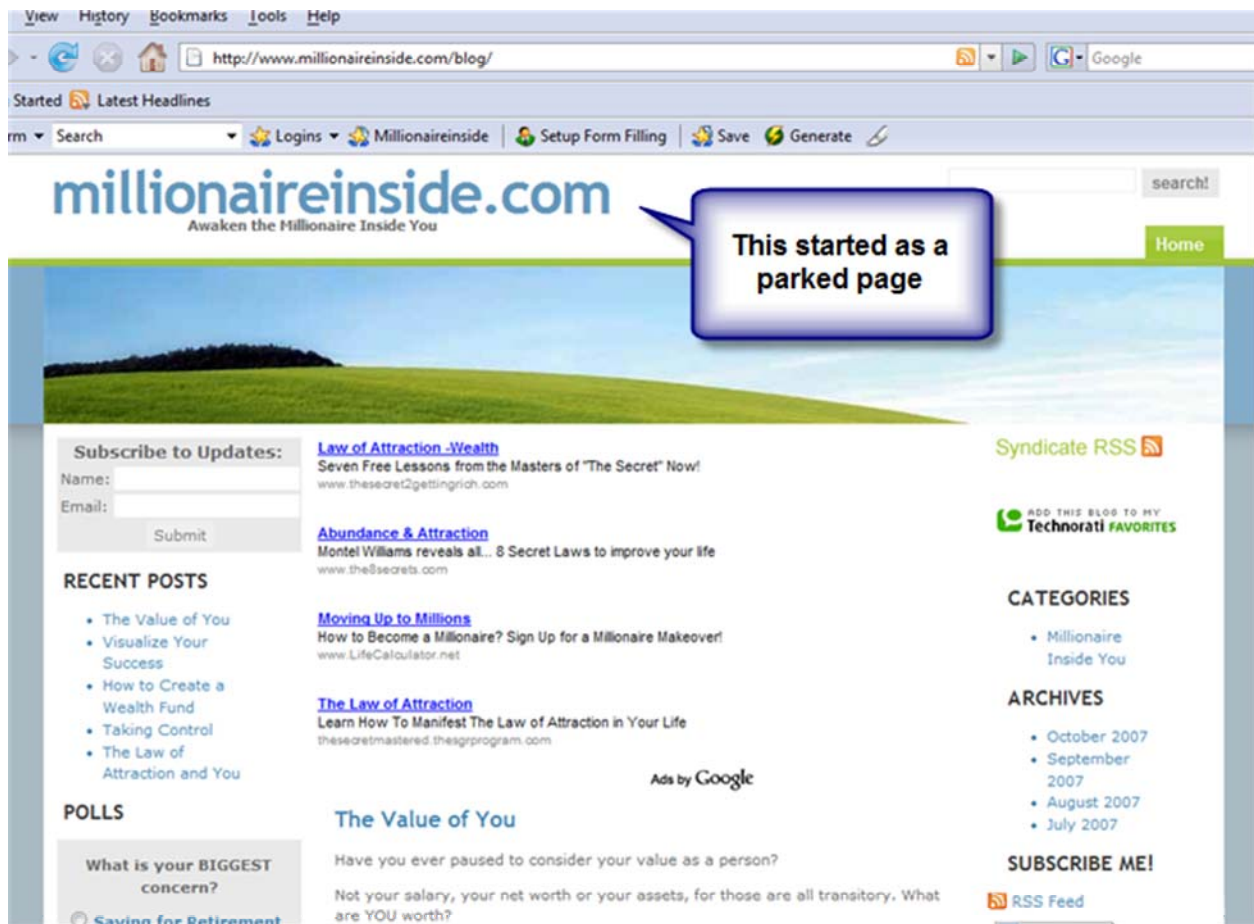 View History Bookmarks Tools Help
http://www.millionaireinside.com/blog/
G Google
Started Latest Headlines
rm Search Logins Millionaireinside Setup Form Filling Save Generate
millionaireinside.com
Awaken the Millionaire Inside You
search!
Home
This started as a
parked page
Subscribe to Updates:
Name:
Email:
Submit
RECENT POSTS
• The Value of You
• Visualize Your
Success
• How to Create a
Wealth Fund
• Taking Control
• The Law of
Attraction and You
POLLS
What is your BIGGEST
concern?
Saving for Retirement
Law of Attraction -Wealth
Seven Free Lessons from the Masters of "The Secret" Now!
www.thesecret2gettingrich.com
Abundance & Attraction
Montel Williams reveals all... 8 Secret Laws to improve your life
www.the8secrets.com
Moving Up to Millions
How to Become a Millionaire? Sign Up for a Millionaire Makeover!
www.LifeCalculator.net
The Law of Attraction
Learn How To Manifest The Law of Attraction in Your Life
thesecretmastered.thesgrprogram.com
Ads by Google
The Value of You
Have you ever paused to consider your value as a person?
Not your salary, your net worth or your assets, for those are all transitory. What
are YOU worth?
Syndicate RSS
ADD THIS BLOG TO MY
Technorati FAVORITES
CATEGORIES
• Millionaire
Inside You
ARCHIVES
• October 2007
• September
2007
• August 2007
• July 2007
SUBSCRIBE ME!
RSS Feed